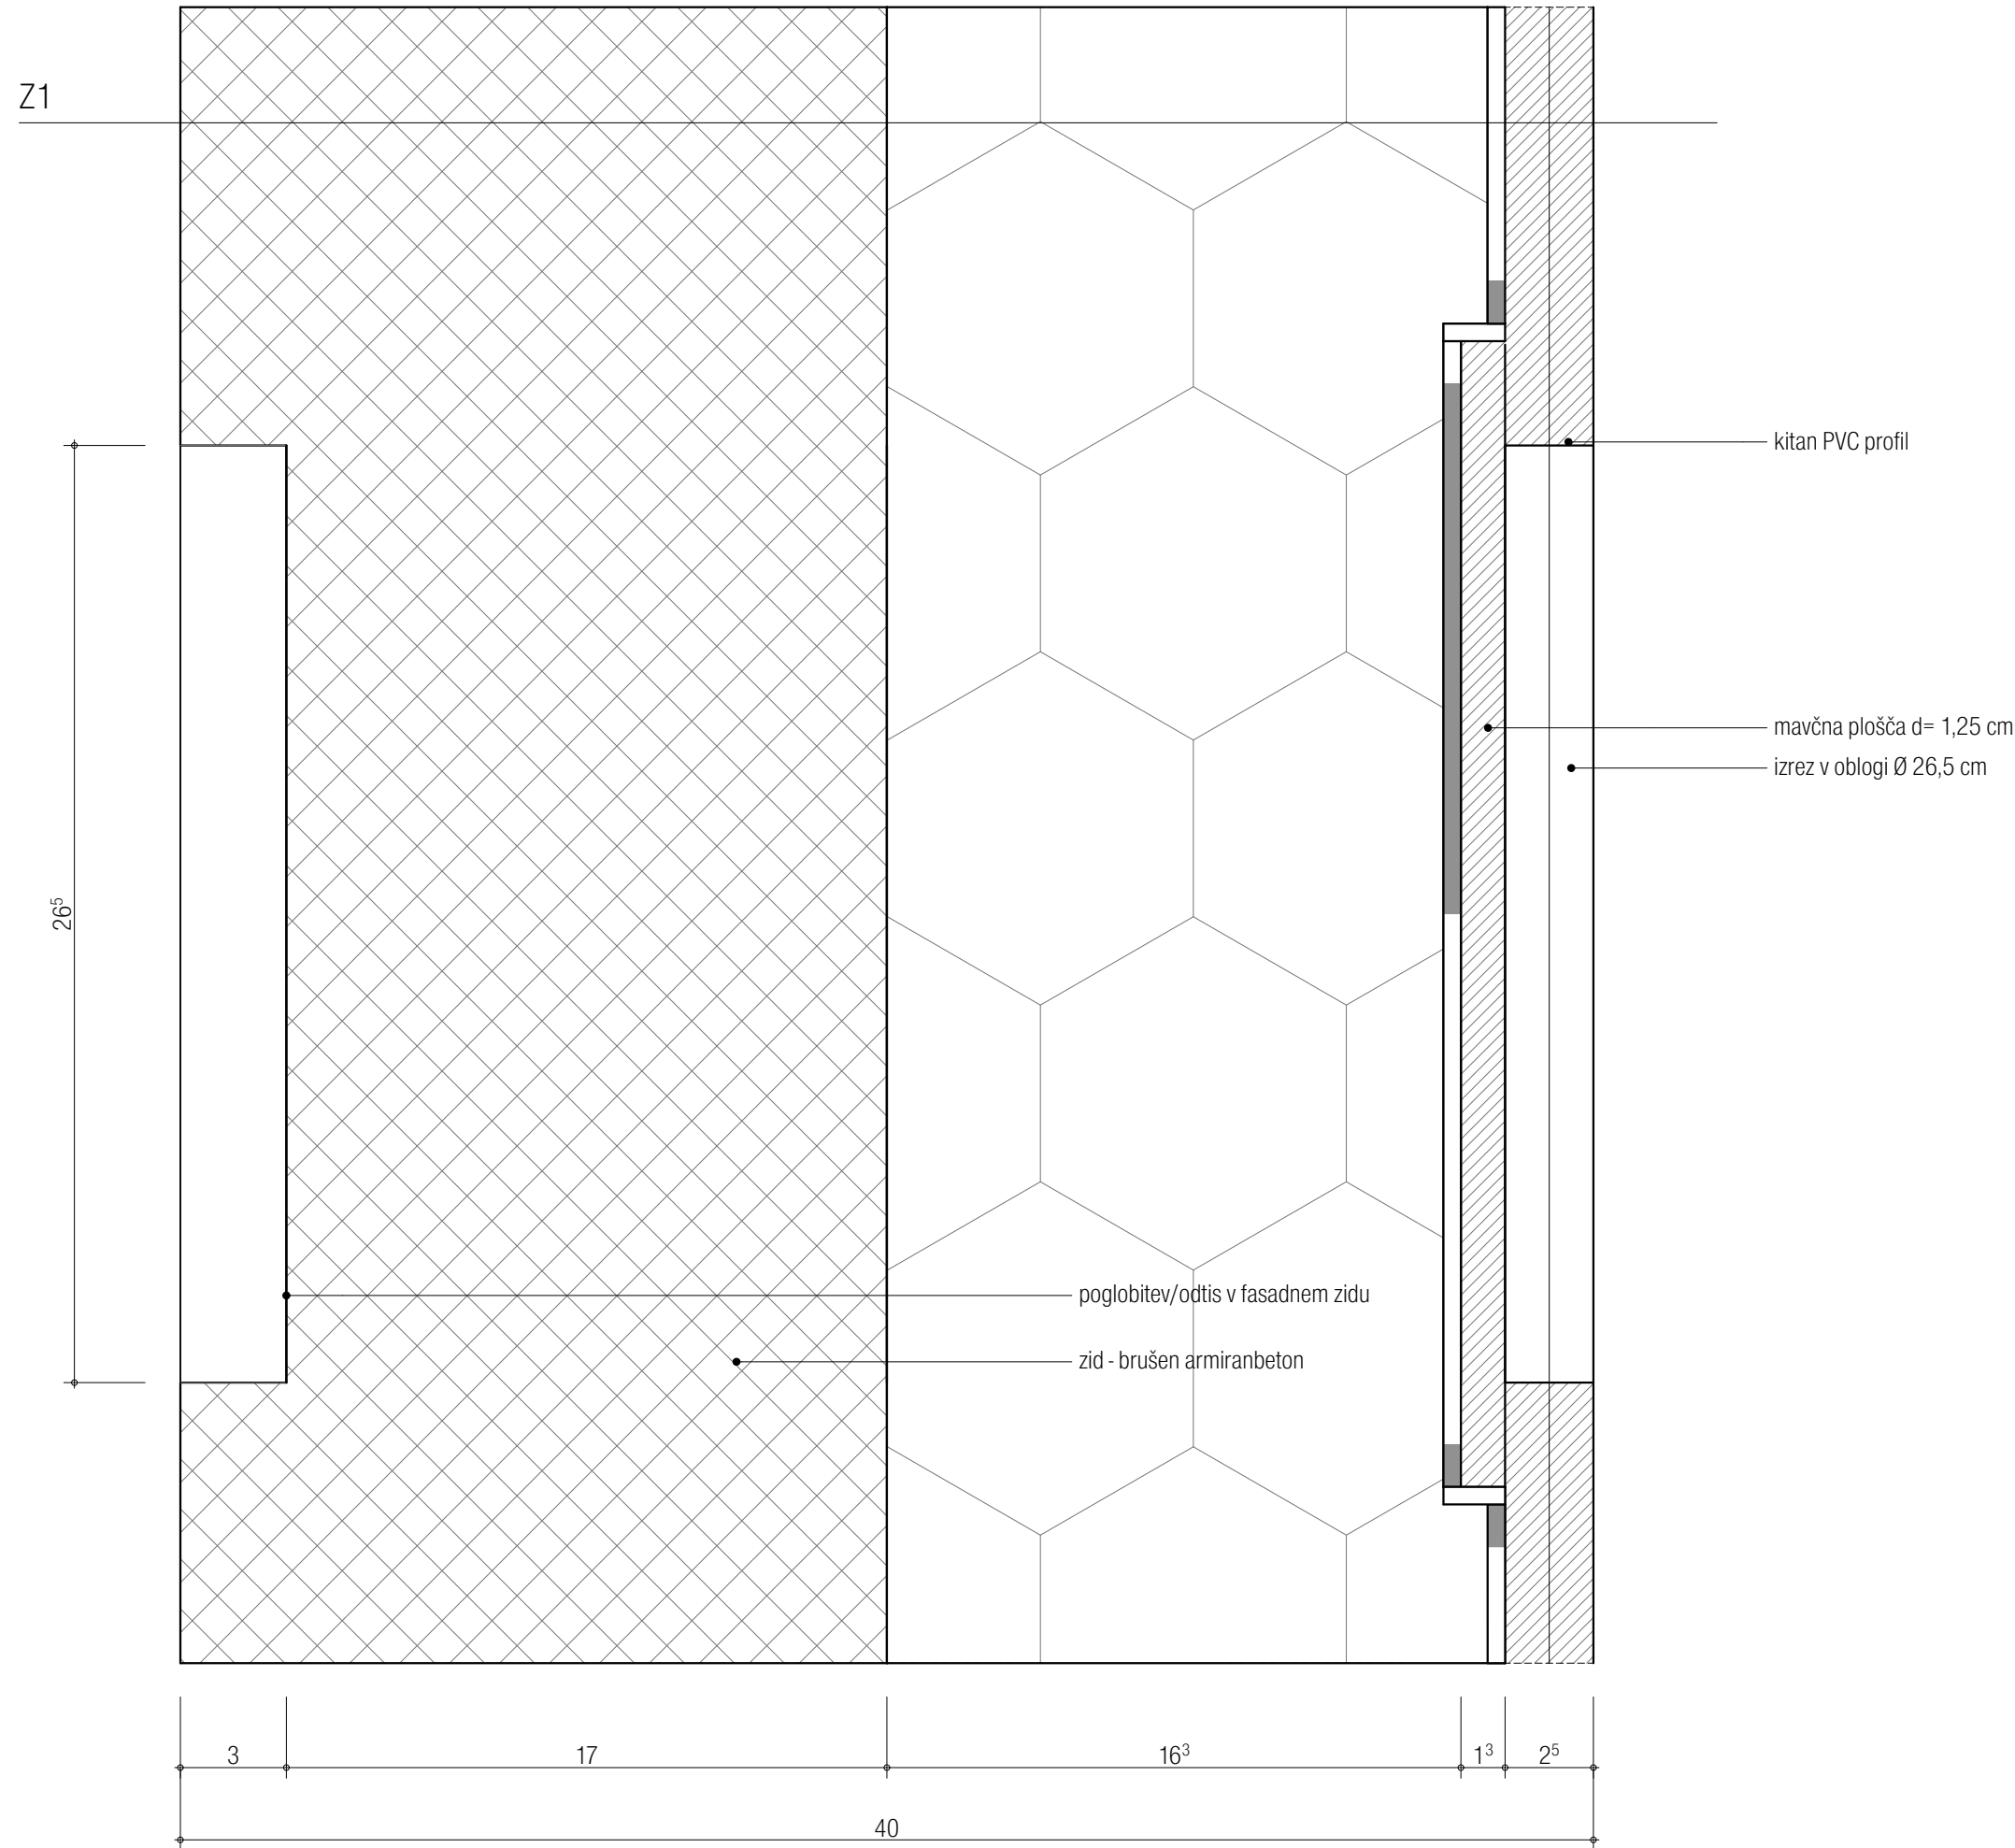 Z1
kitan PVC profil
mavčna plošča d= 1,25 cm
izrez v oblogi Ø 26,5 cm
26⁵
poglobitev/odtis v fasadnem zidu
zid - brušen armiranbeton
3 17 16³ 1³ 2⁵
40